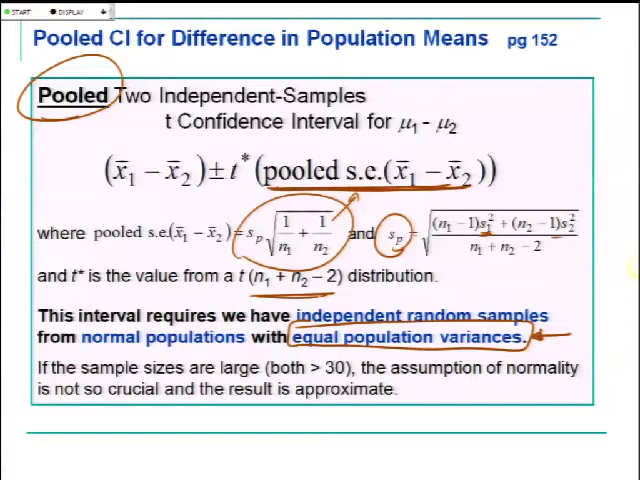 START DISPLAY
Pooled CI for Difference in Population Means pg 152
Pooled Two Independent-Samples
t Confidence Interval for μ₁ - μ₂
(x̄₁ − x̄₂) ± t*(pooled s.e.(x̄₁ − x̄₂))
where pooled s.e.(x̄₁ − x̄₂) = sₚ√(1/n₁ + 1/n₂) and sₚ = √(((n₁ − 1)s₁² + (n₂ − 1)s₂²)/(n₁ + n₂ − 2))
and t* is the value from a t (n₁ + n₂ – 2) distribution.
This interval requires we have independent random samples
from normal populations with equal population variances.
If the sample sizes are large (both > 30), the assumption of normality
is not so crucial and the result is approximate.